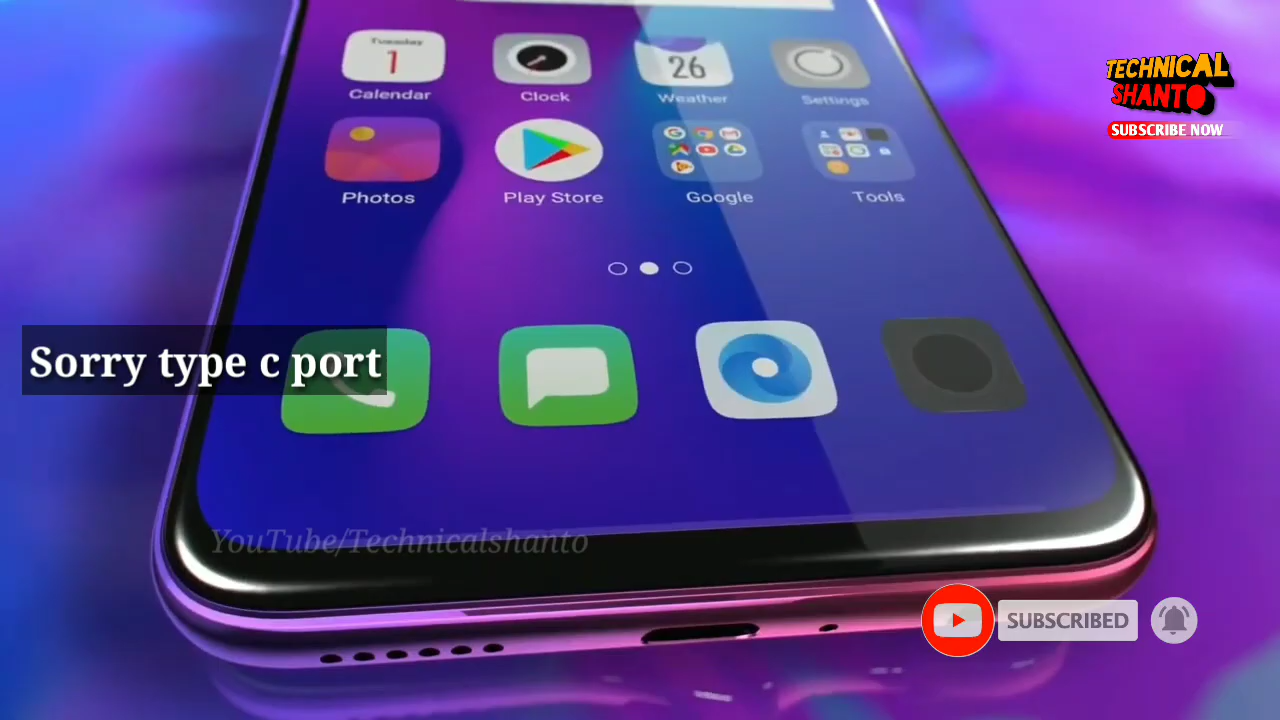 Tuesday
1
26
Calendar
Clock
Weather
Settings
Photos
Play Store
Google
Tools
TECHNICAL
SHANTO
SUBSCRIBE NOW
Sorry type c port
YouTube/Technicalshanto
SUBSCRIBED